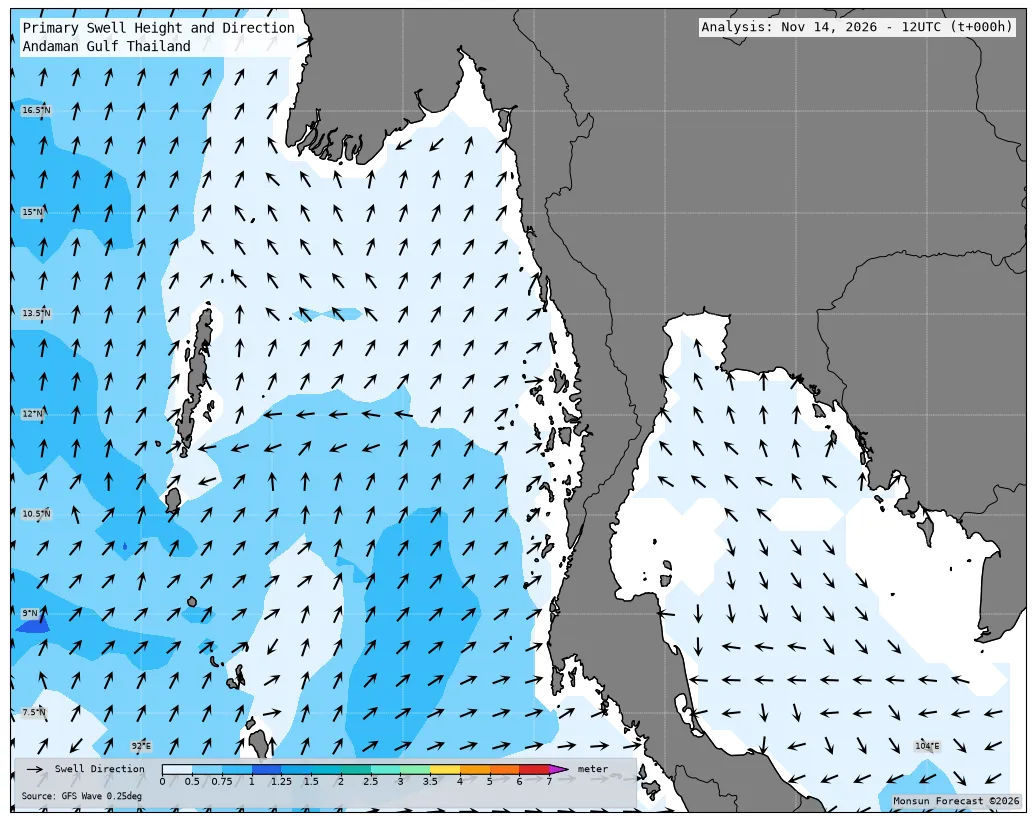 Primary Swell Height and Direction
Andaman Gulf Thailand
Analysis: Nov 14, 2026 - 12UTC (t+000h)
16.5°N
15°N
13.5°N
12°N
10.5°N
9°N
7.5°N
92°E
104°E
Swell Direction
0 0.5 0.75 1.25 1.5 2 2.5 3 3.5 4 5 6 7
meter
Source: GFS Wave 0.25deg
Monsun Forecast ©2026